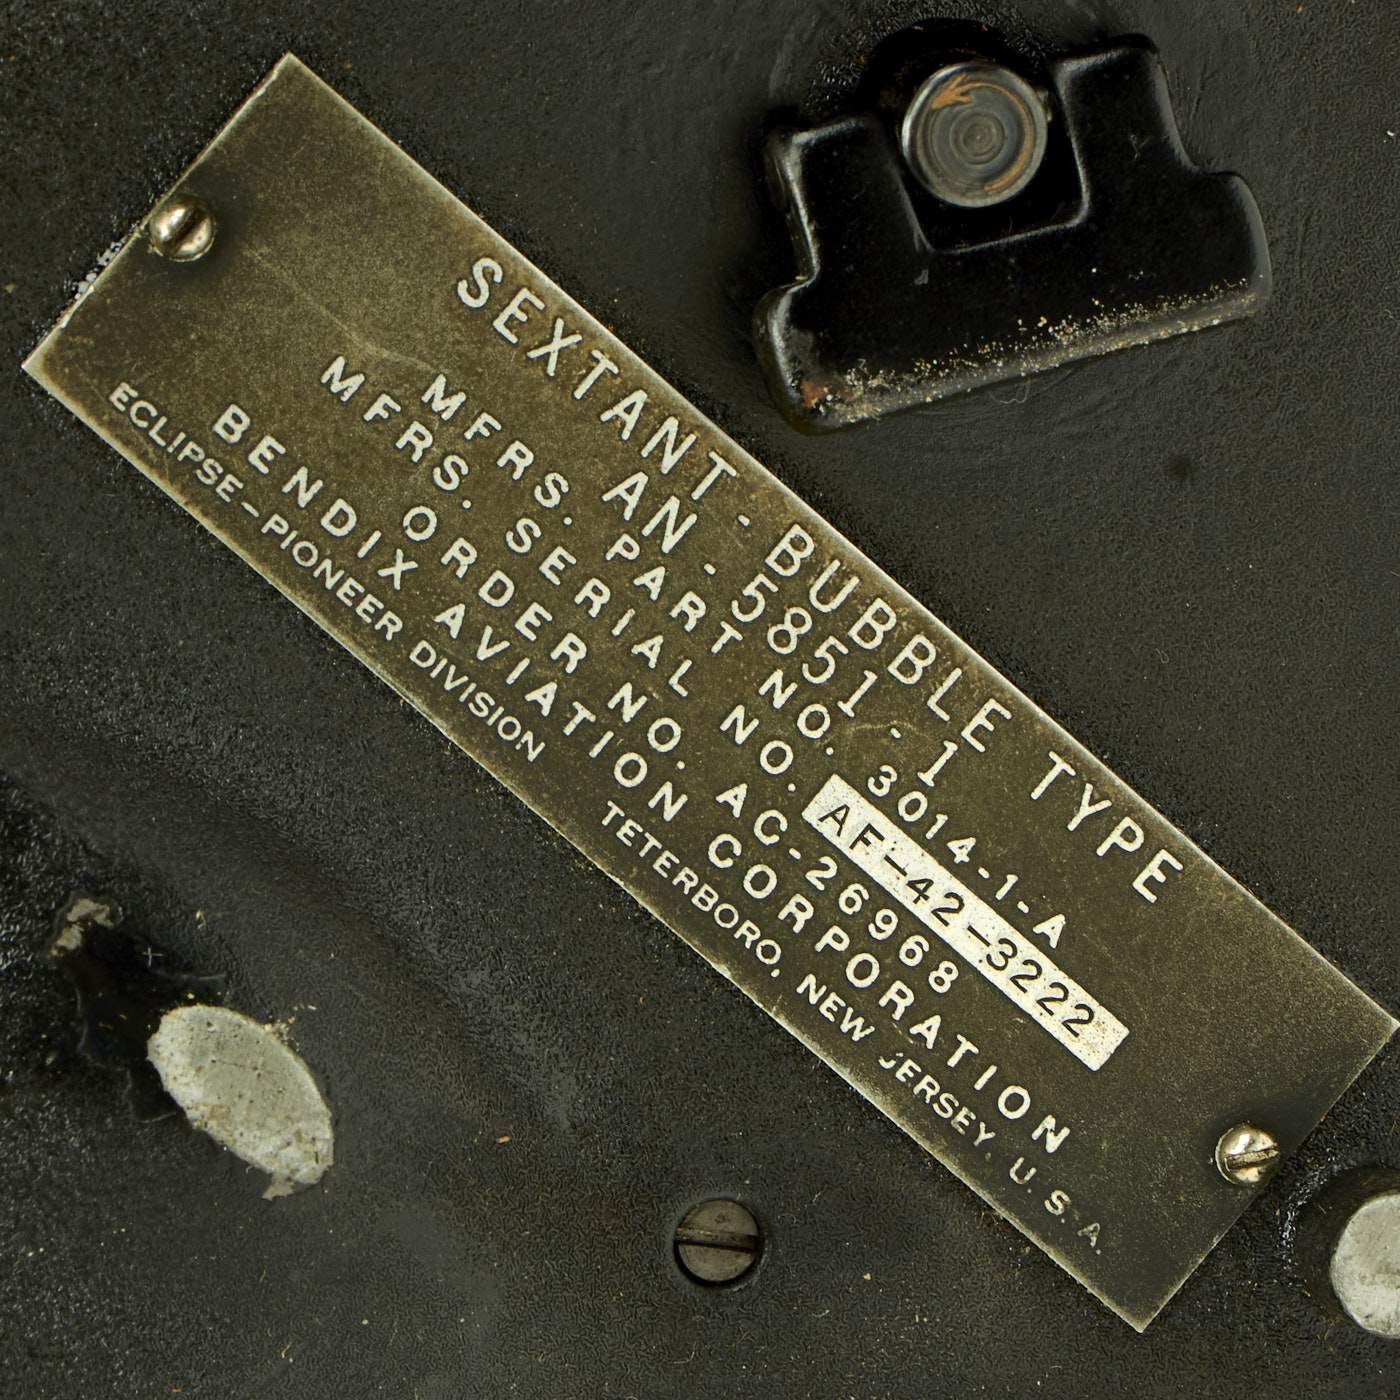 SEXTANT - BUBBLE TYPE
AN - 5851 - 1
MFRS. PART NO. 3014-1-A
MFRS. SERIAL NO. AF-42-3222
ORDER NO. AC-26968
BENDIX AVIATION CORPORATION
ECLIPSE-PIONEER DIVISION TETERBORO, NEW JERSEY, U.S.A.